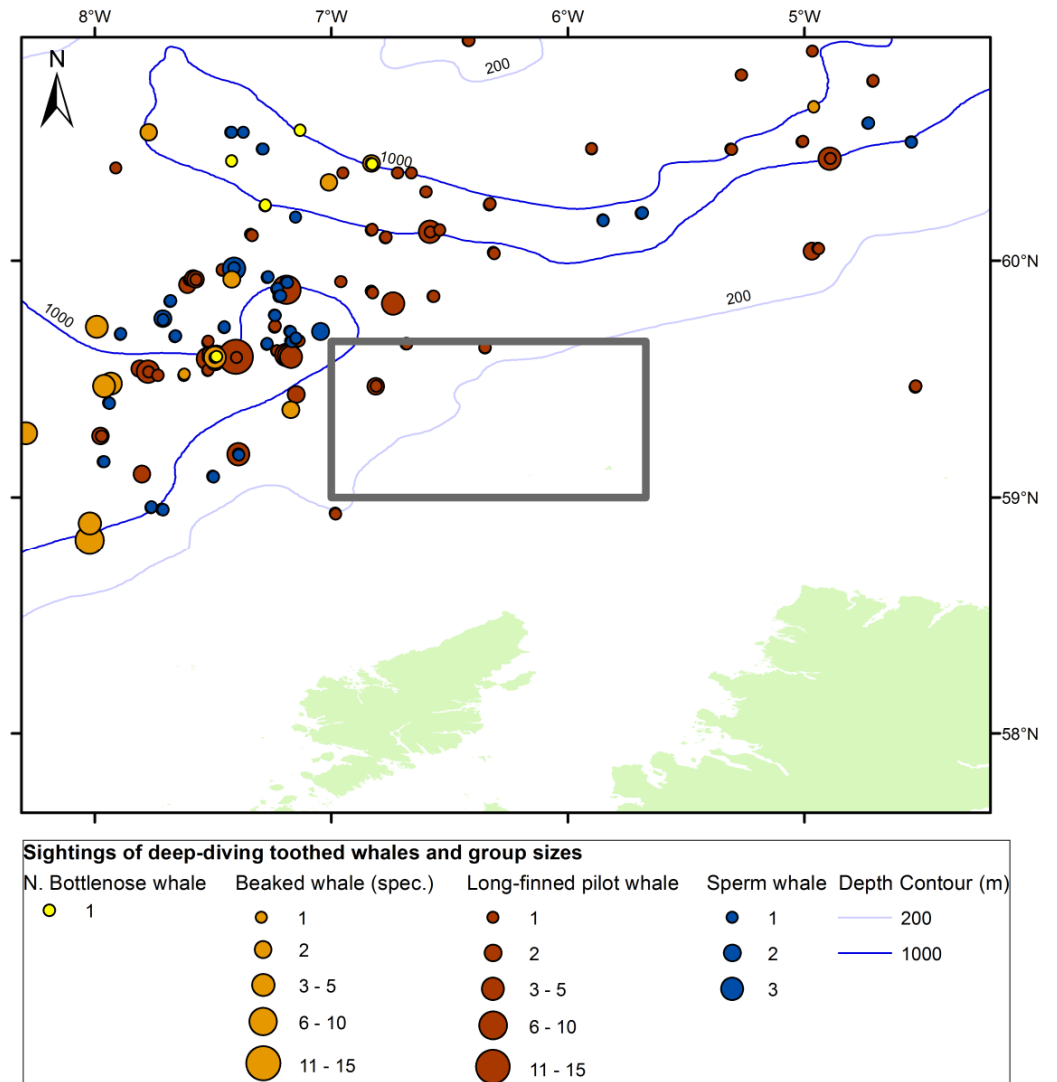 8°W 7°W 6°W 5°W
N
200
1000
60°N
200
1000
59°N
58°N
Sightings of deep-diving toothed whales and group sizes
N. Bottlenose whale Beaked whale (spec.) Long-finned pilot whale Sperm whale Depth Contour (m)
1 1 1 1 200
2 2 2 1000
3 - 5 3 - 5 3
6 - 10 6 - 10
11 - 15 11 - 15